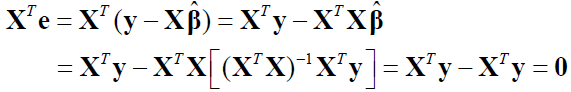 Xᵀe = Xᵀ(y − Xβ̂) = Xᵀy − XᵀXβ̂
= Xᵀy − XᵀX[(XᵀX)⁻¹Xᵀy] = Xᵀy − Xᵀy = 0